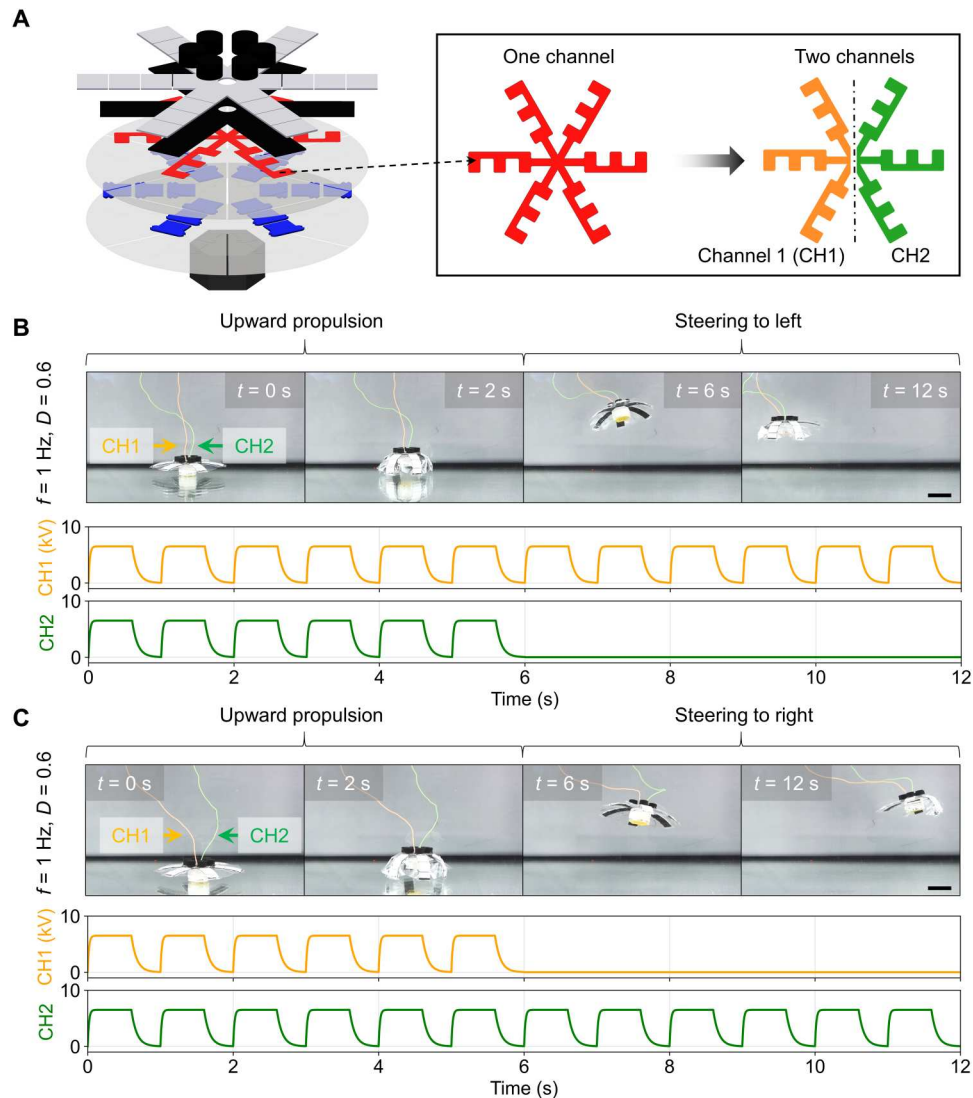 A
One channel
Two channels
Channel 1 (CH1)
CH2
B
Upward propulsion
Steering to left
f = 1 Hz, D = 0.6
t = 0 s
t = 2 s
t = 6 s
t = 12 s
CH1
CH2
CH1 (kV)
10
0
CH2
10
0
0
2
4
6
8
10
12
Time (s)
C
Upward propulsion
Steering to right
f = 1 Hz, D = 0.6
t = 0 s
t = 2 s
t = 6 s
t = 12 s
CH1
CH2
CH1 (kV)
10
0
CH2
10
0
0
2
4
6
8
10
12
Time (s)